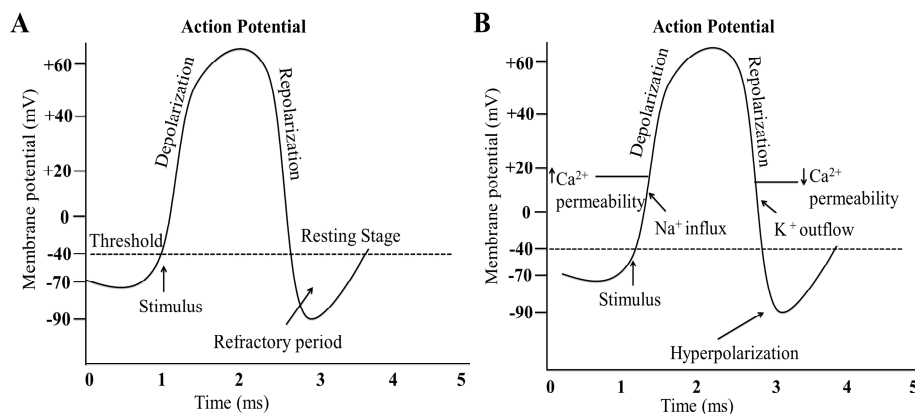 A
Action Potential
Membrane potential (mV)
+60
+40
+20
0
-40
-70
-90
Depolarization
Repolarization
Threshold
Resting Stage
Stimulus
Refractory period
0 1 2 3 4 5
Time (ms)
B
Action Potential
Membrane potential (mV)
+60
+40
+20
0
-40
-70
-90
Depolarization
Repolarization
↑Ca²⁺
permeability
↓Ca²⁺
permeability
Na⁺ influx
K⁺ outflow
Stimulus
Hyperpolarization
0 1 2 3 4 5
Time (ms)